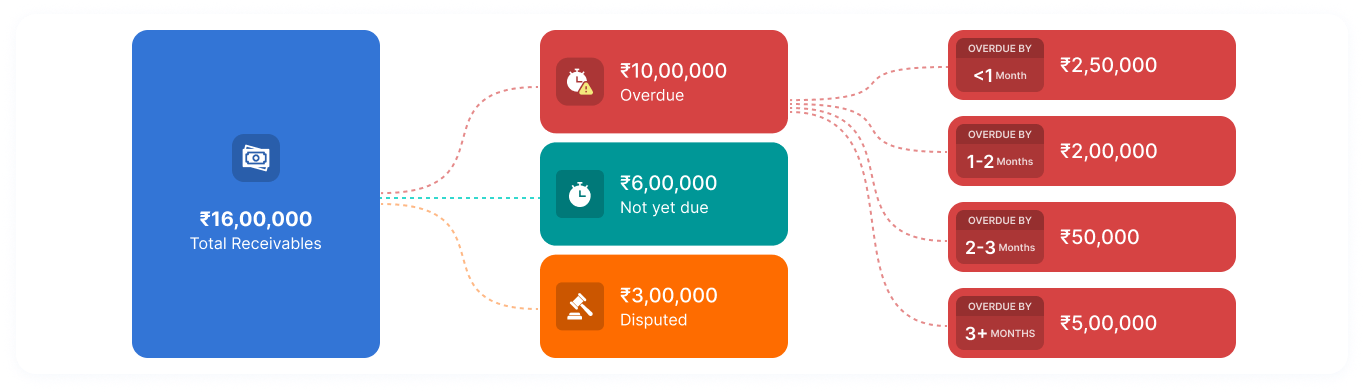 ₹16,00,000
Total Receivables
₹10,00,000
Overdue
₹6,00,000
Not yet due
₹3,00,000
Disputed
OVERDUE BY
<1 Month
₹2,50,000
OVERDUE BY
1-2 Months
₹2,00,000
OVERDUE BY
2-3 Months
₹50,000
OVERDUE BY
3+ MONTHS
₹5,00,000